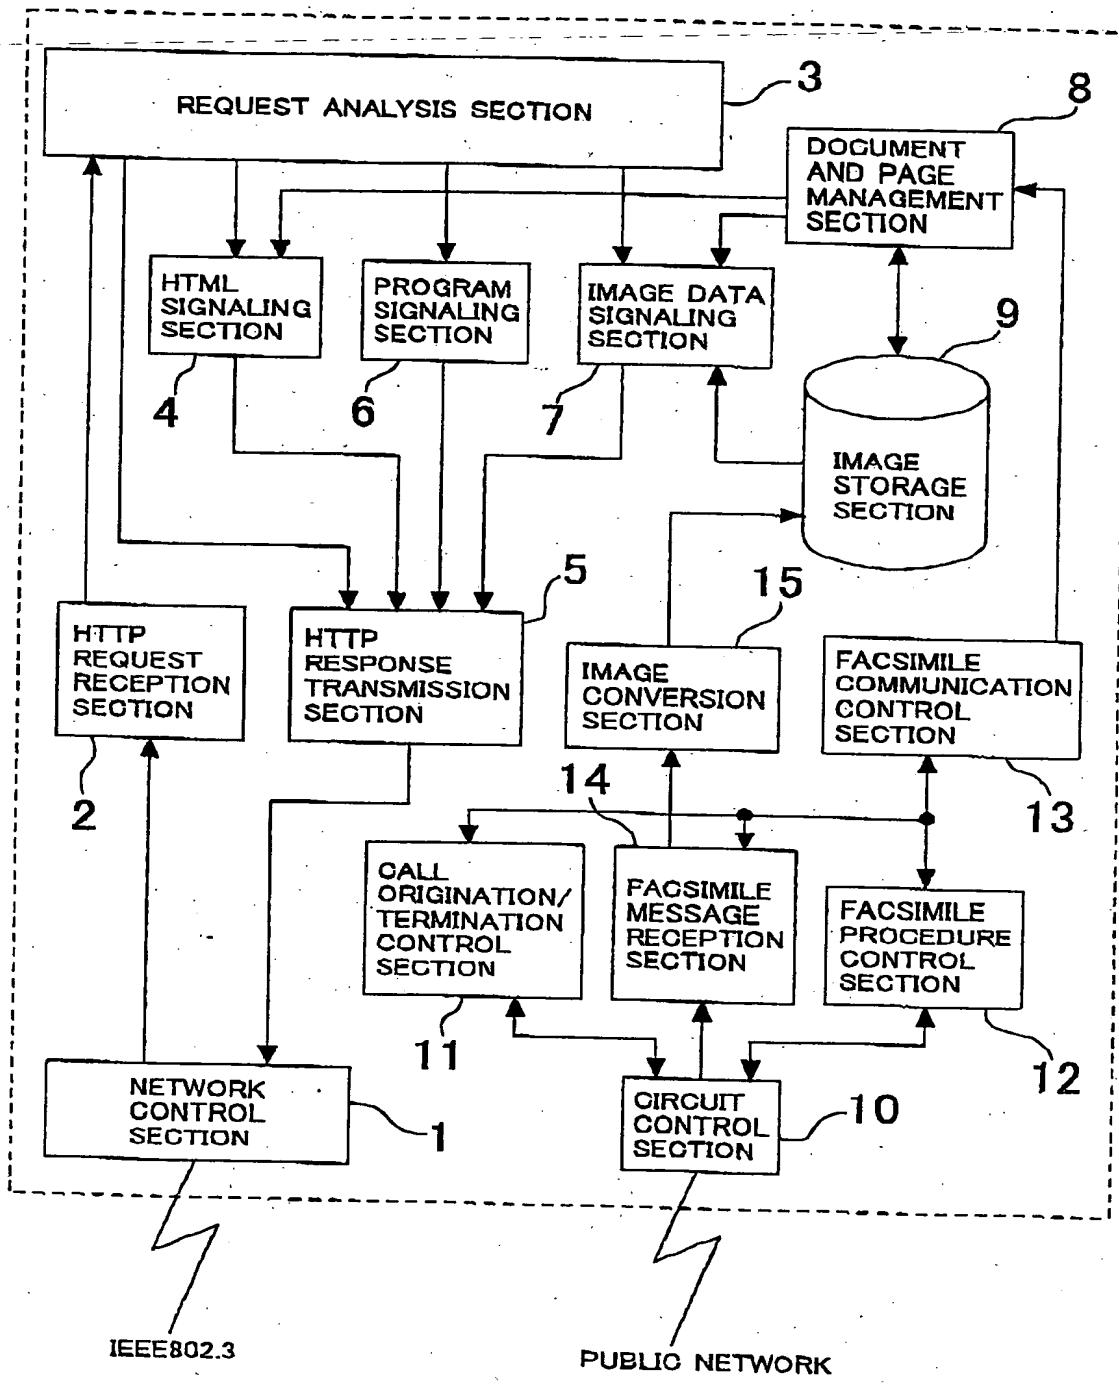 REQUEST ANALYSIS SECTION
3
8
DOCUMENT
AND PAGE
MANAGEMENT
SECTION
HTML
SIGNALING
SECTION
4
PROGRAM
SIGNALING
SECTION
6
IMAGE DATA
SIGNALING
SECTION
7
9
IMAGE
STORAGE
SECTION
HTTP
REQUEST
RECEPTION
SECTION
2
5
HTTP
RESPONSE
TRANSMISSION
SECTION
15
IMAGE
CONVERSION
SECTION
FACSIMILE
COMMUNICATION
CONTROL
SECTION
13
14
CALL
ORIGINATION/
TERMINATION
CONTROL
SECTION
11
FACSIMILE
MESSAGE
RECEPTION
SECTION
FACSIMILE
PROCEDURE
CONTROL
SECTION
12
NETWORK
CONTROL
SECTION
1
CIRCUIT
CONTROL
SECTION
10
IEEE802.3
PUBLIC NETWORK